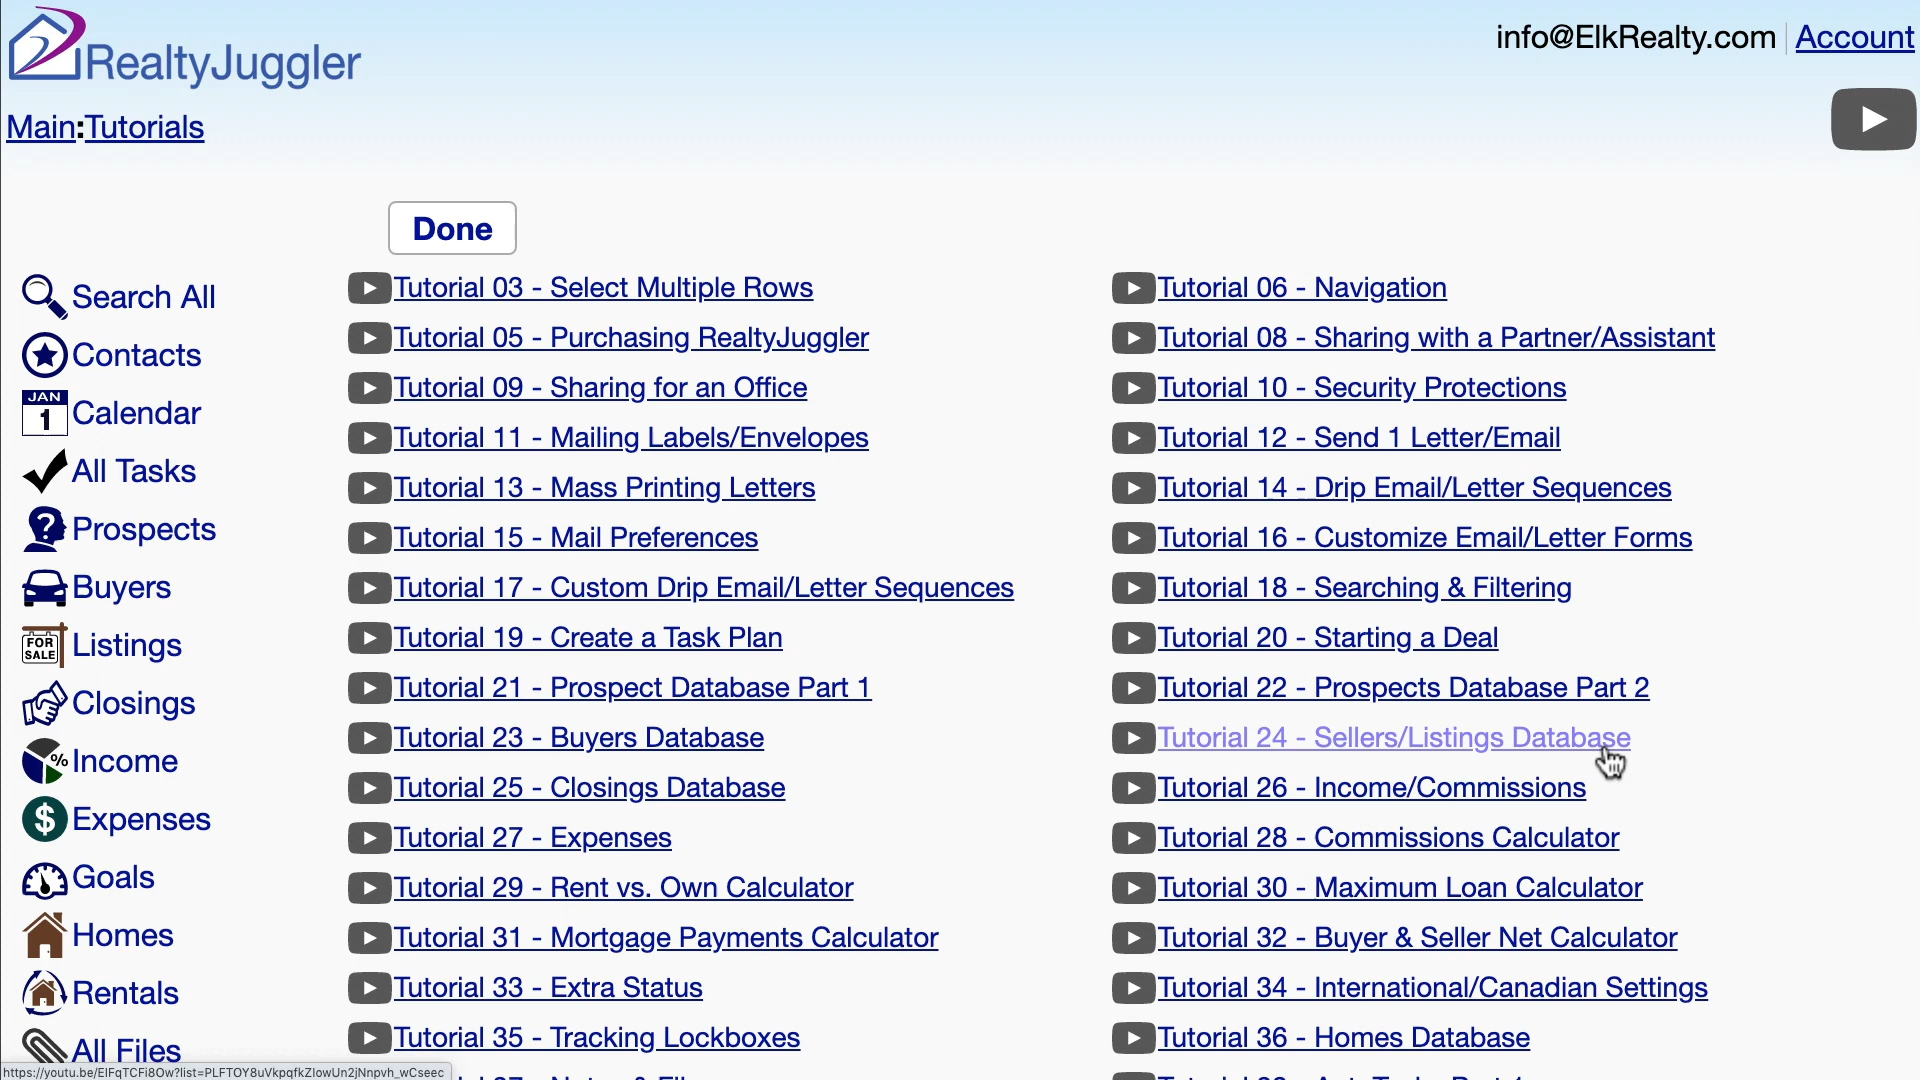 RealtyJuggler
info@ElkRealty.com Account
Main:Tutorials
Done
Search All
Contacts
JAN
1
Calendar
All Tasks
?
Prospects
Buyers
FOR
SALE
Listings
Closings
%
Income
$
Expenses
Goals
Homes
Rentals
All Files
Tutorial 03 - Select Multiple Rows
Tutorial 06 - Navigation
Tutorial 05 - Purchasing RealtyJuggler
Tutorial 08 - Sharing with a Partner/Assistant
Tutorial 09 - Sharing for an Office
Tutorial 10 - Security Protections
Tutorial 11 - Mailing Labels/Envelopes
Tutorial 12 - Send 1 Letter/Email
Tutorial 13 - Mass Printing Letters
Tutorial 14 - Drip Email/Letter Sequences
Tutorial 15 - Mail Preferences
Tutorial 16 - Customize Email/Letter Forms
Tutorial 17 - Custom Drip Email/Letter Sequences
Tutorial 18 - Searching & Filtering
Tutorial 19 - Create a Task Plan
Tutorial 20 - Starting a Deal
Tutorial 21 - Prospect Database Part 1
Tutorial 22 - Prospects Database Part 2
Tutorial 23 - Buyers Database
Tutorial 24 - Sellers/Listings Database
Tutorial 25 - Closings Database
Tutorial 26 - Income/Commissions
Tutorial 27 - Expenses
Tutorial 28 - Commissions Calculator
Tutorial 29 - Rent vs. Own Calculator
Tutorial 30 - Maximum Loan Calculator
Tutorial 31 - Mortgage Payments Calculator
Tutorial 32 - Buyer & Seller Net Calculator
Tutorial 33 - Extra Status
Tutorial 34 - International/Canadian Settings
Tutorial 35 - Tracking Lockboxes
Tutorial 36 - Homes Database